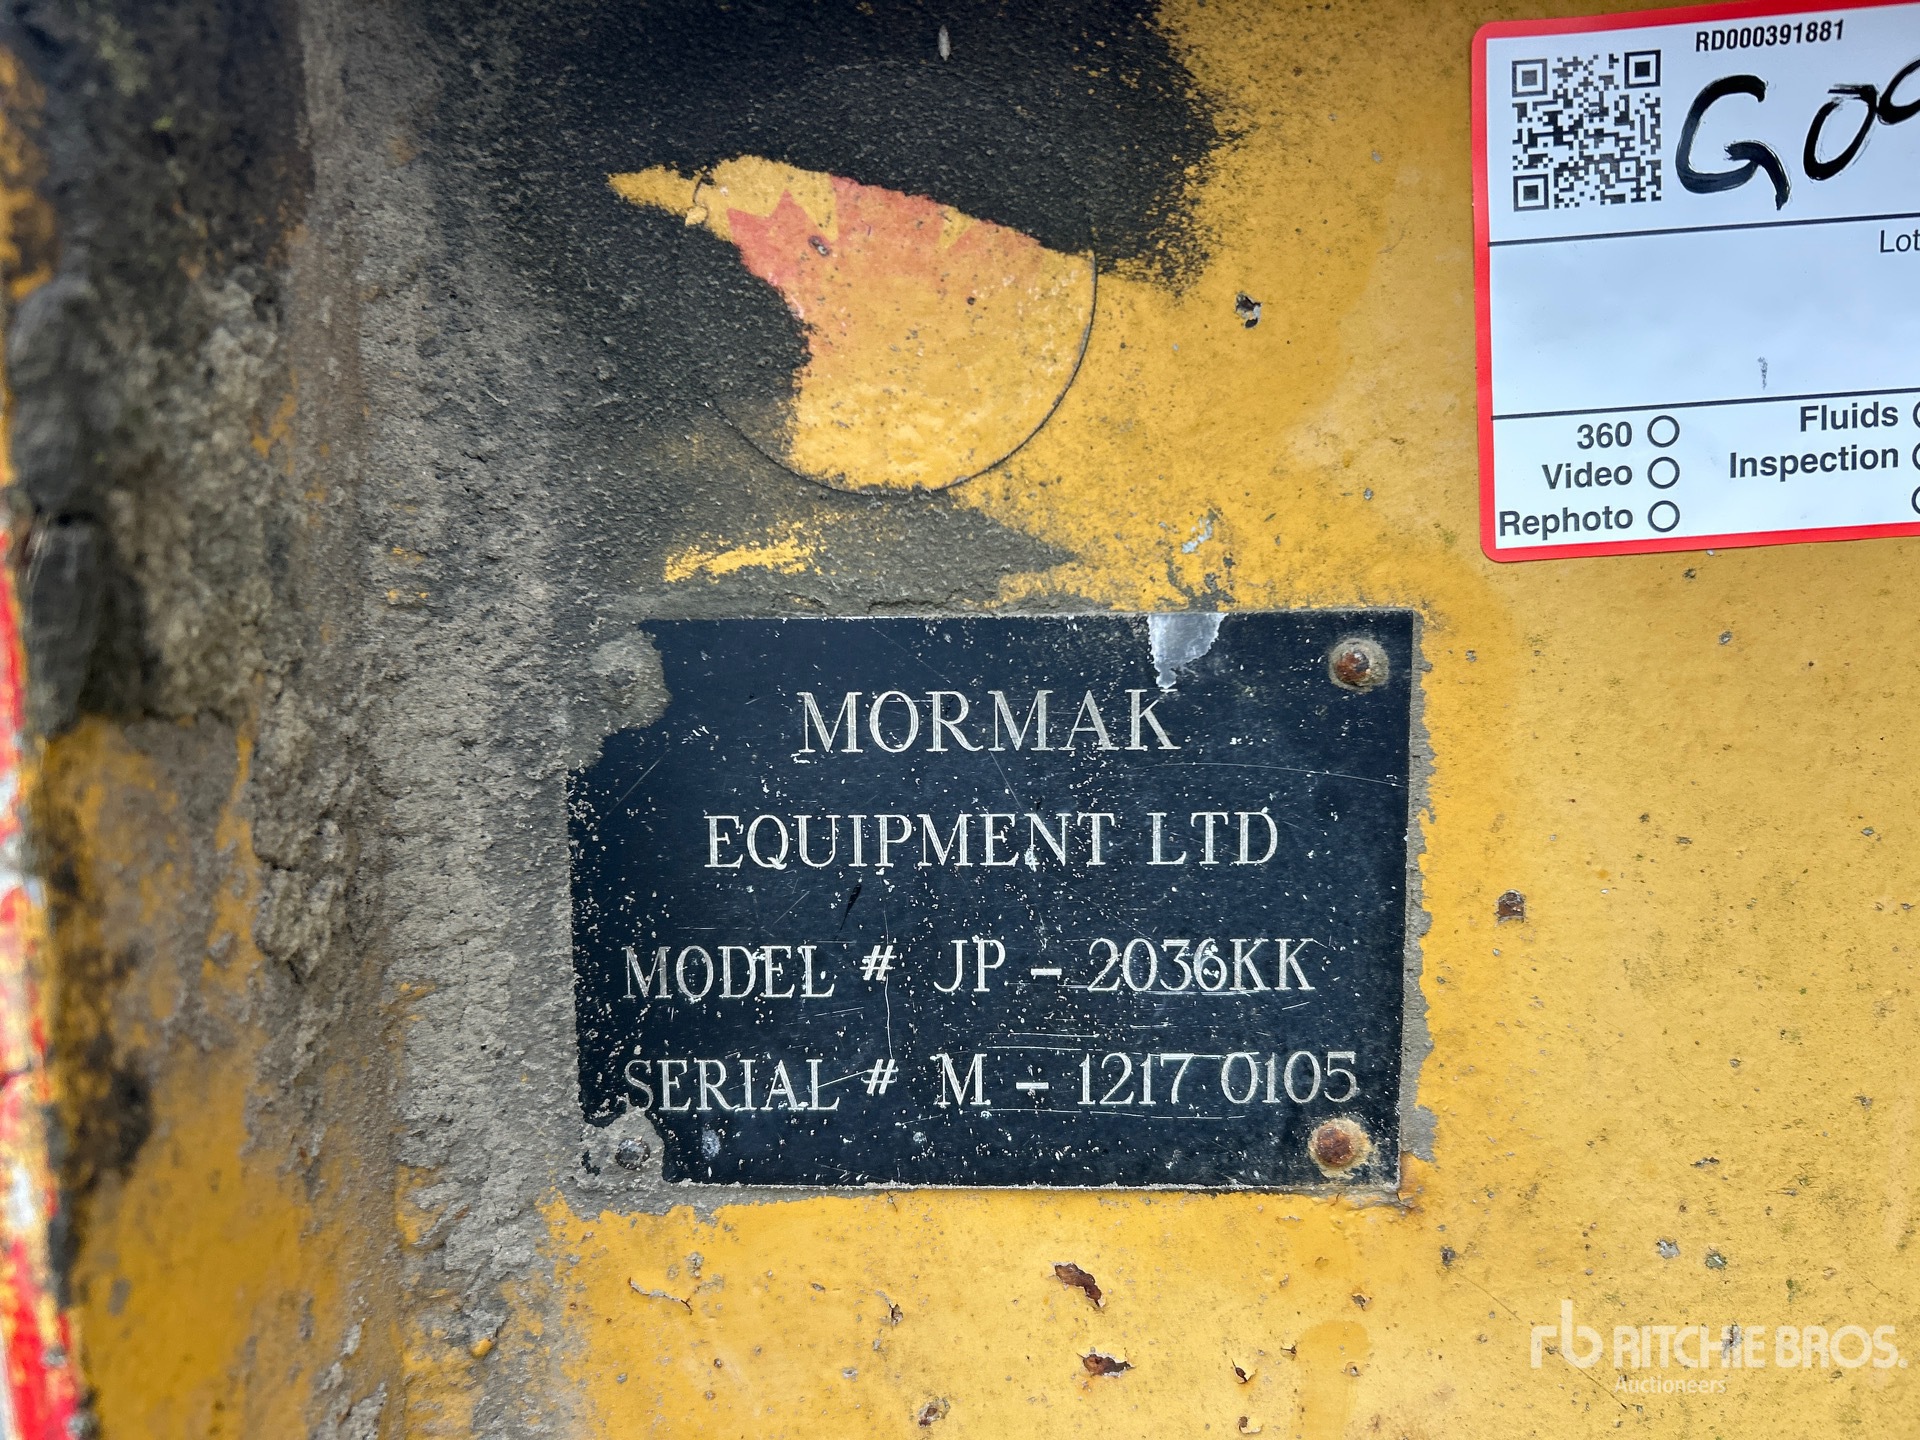 RD000391881
Lot
360
Video
Rephoto
Fluids
Inspection
MORMAK
EQUIPMENT LTD
MODEL # JP - 2036KK
SERIAL # M - 1217 0105
rb RITCHIE BROS.
Auctioneers